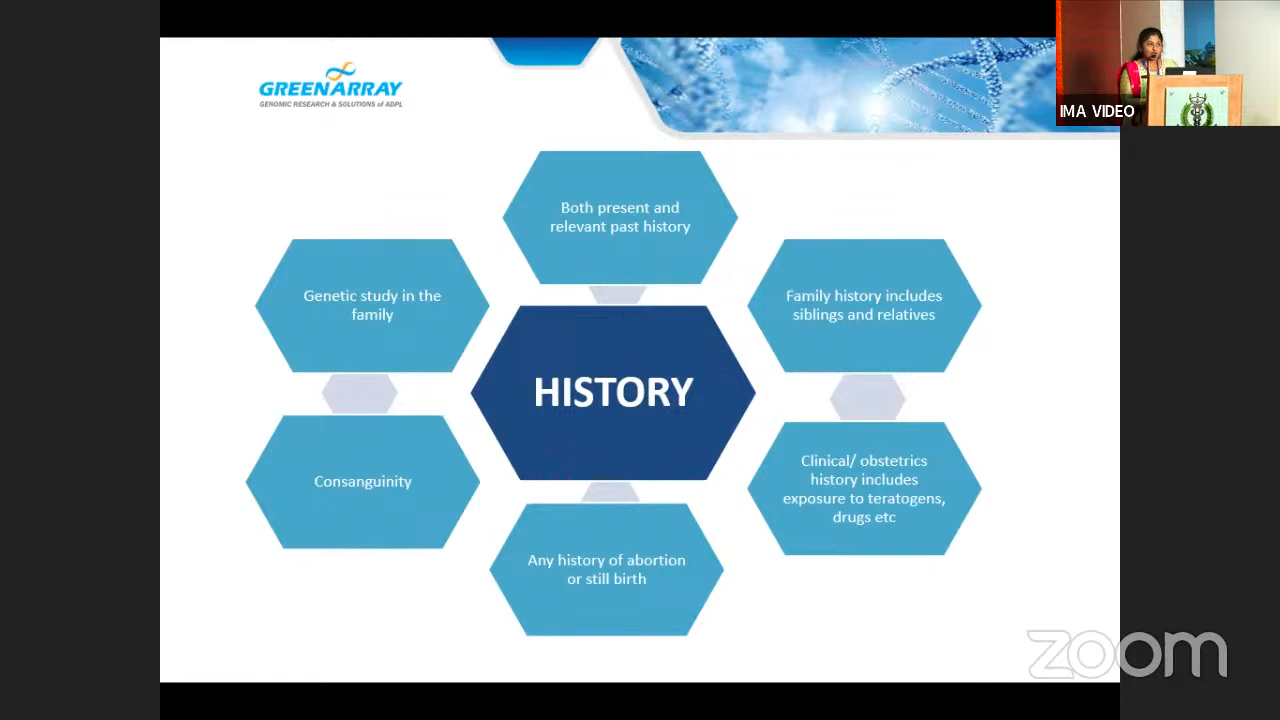 GREENARRAY
GENOMIC RESEARCH & SOLUTIONS of ADPL
IMA VIDEO
Both present and
relevant past history
Genetic study in the
family
Family history includes
siblings and relatives
HISTORY
Consanguinity
Clinical/ obstetrics
history includes
exposure to teratogens,
drugs etc
Any history of abortion
or still birth
zoom